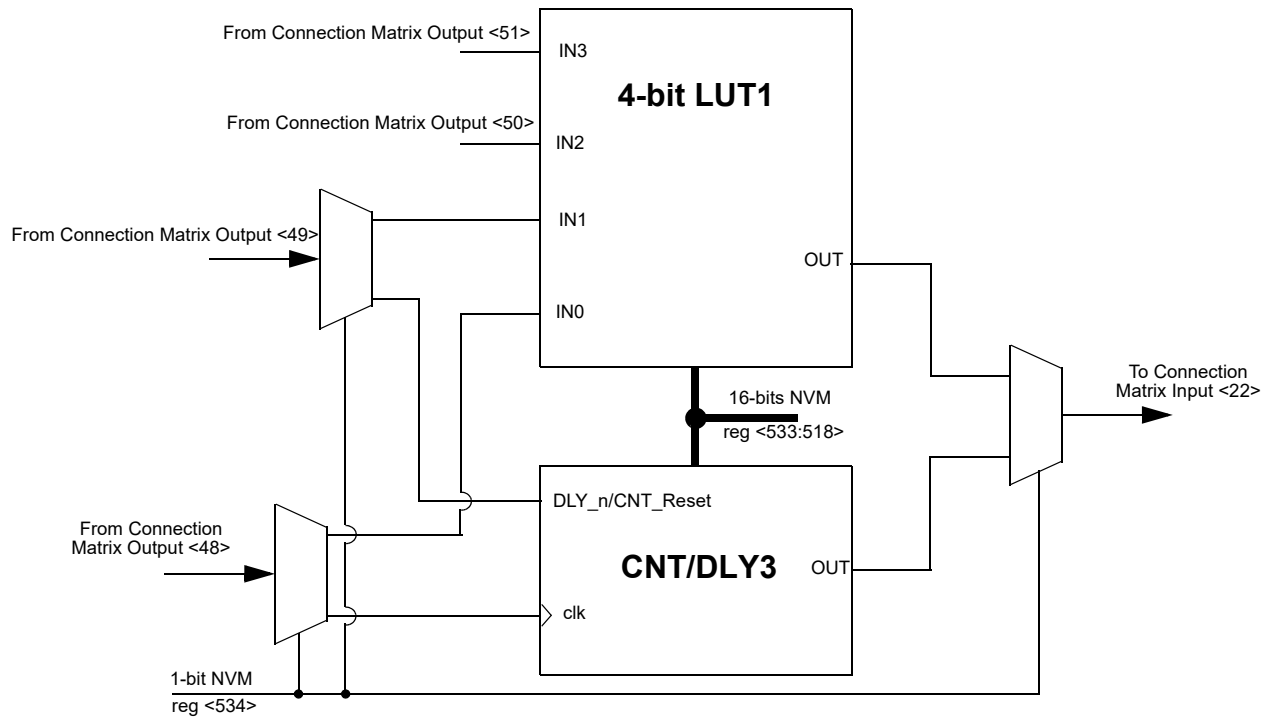 From Connection Matrix Output <51>
IN3
4-bit LUT1
From Connection Matrix Output <50>
IN2
IN1
From Connection Matrix Output <49>
OUT
IN0
To Connection
Matrix Input <22>
16-bits NVM
reg <533:518>
DLY_n/CNT_Reset
From Connection
Matrix Output <48>
CNT/DLY3
OUT
clk
1-bit NVM
reg <534>